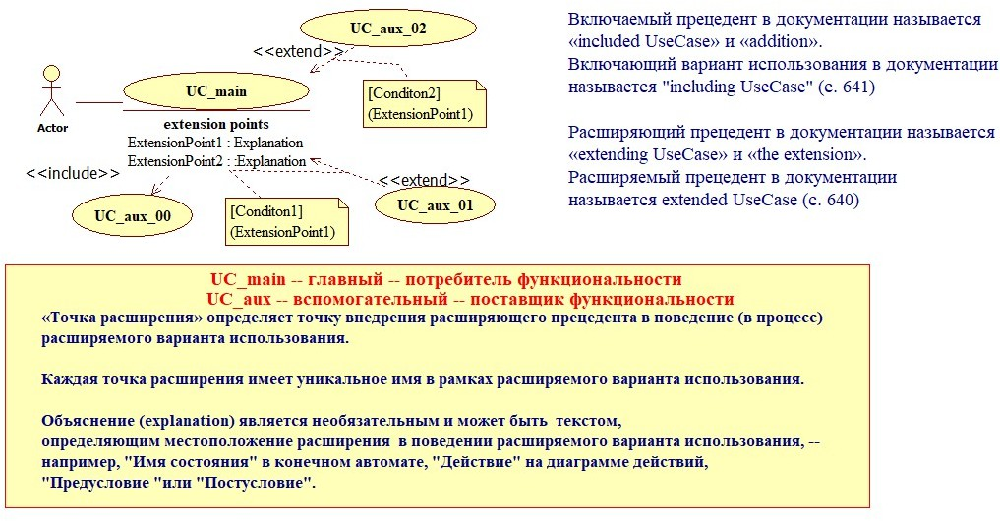 UC_aux_02
<<extend>>
UC_main
[Conditon2]
(ExtensionPoint1)
Actor
extension points
ExtensionPoint1 : Explanation
ExtensionPoint2 : :Explanation
<<include>>
<<extend>>
UC_aux_00
[Conditon1]
(ExtensionPoint1)
UC_aux_01
Включаемый прецедент в документации называется
«included UseCase» и «addition».
Включающий вариант использования в документации
называется "including UseCase" (с. 641)
Расширяющий прецедент в документации называется
«extending UseCase» и «the extension».
Расширяемый прецедент в документации
называется extended UseCase (с. 640)
UC_main -- главный -- потребитель функциональности
UC_aux -- вспомогательный -- поставщик функциональности
«Точка расширения» определяет точку внедрения расширяющего прецедента в поведение (в процесс)
расширяемого варианта использования.
Каждая точка расширения имеет уникальное имя в рамках расширяемого варианта использования.
Объяснение (explanation) является необязательным и может быть текстом,
определяющим местоположение расширения в поведении расширяемого варианта использования, --
например, "Имя состояния" в конечном автомате, "Действие" на диаграмме действий,
"Предусловие "или "Постусловие".